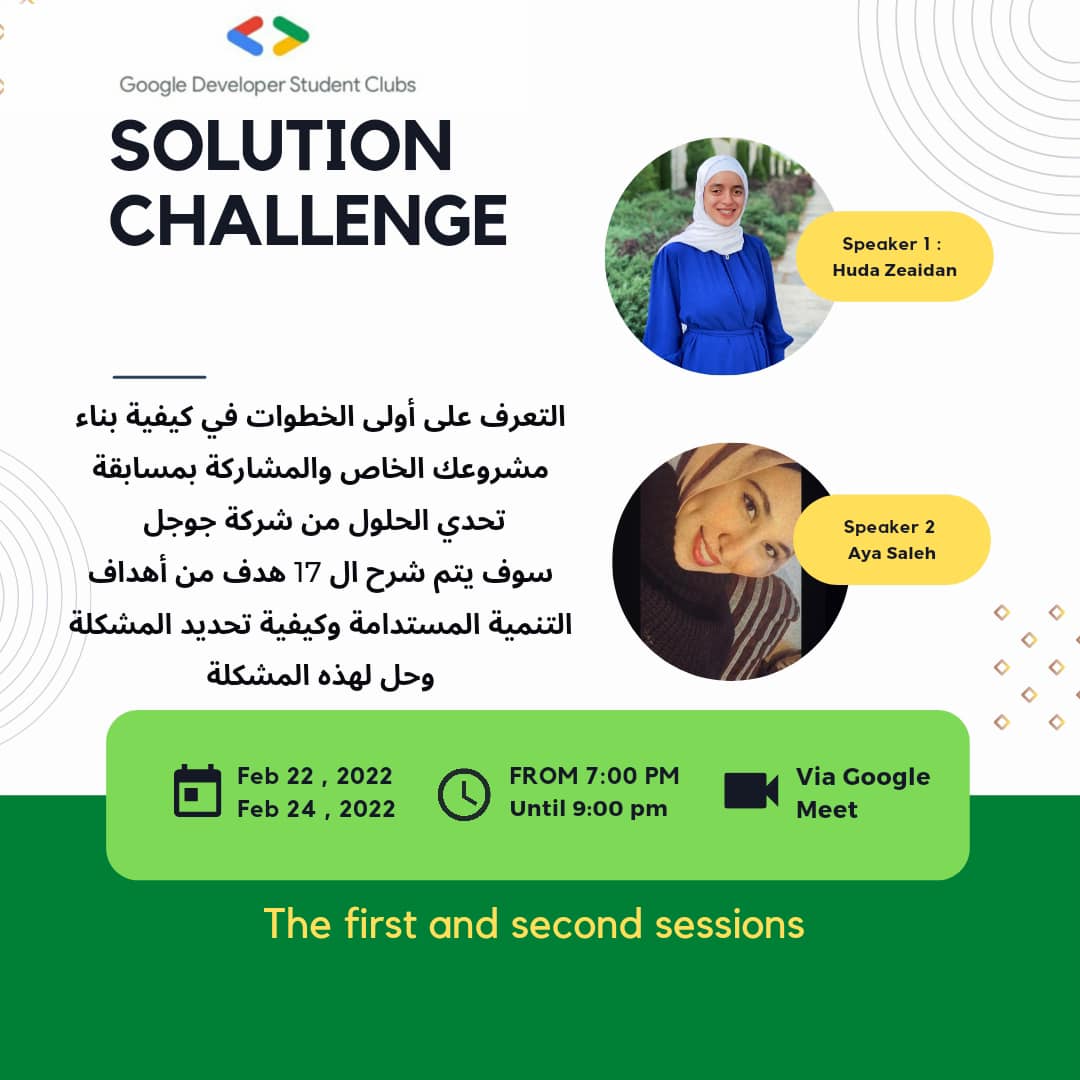 Google Developer Student Clubs
SOLUTION
CHALLENGE
Speaker 1 :
Huda Zeaidan
التعرف على أولى الخطوات في كيفية بناء
مشروعك الخاص والمشاركة بمسابقة
تحدي الحلول من شركة جوجل
سوف يتم شرح ال 17 هدف من أهداف
التنمية المستدامة وكيفية تحديد المشكلة
وحل لهذه المشكلة
Speaker 2
Aya Saleh
Feb 22 , 2022
Feb 24 , 2022
FROM 7:00 PM
Until 9:00 pm
Via Google
Meet
The first and second sessions